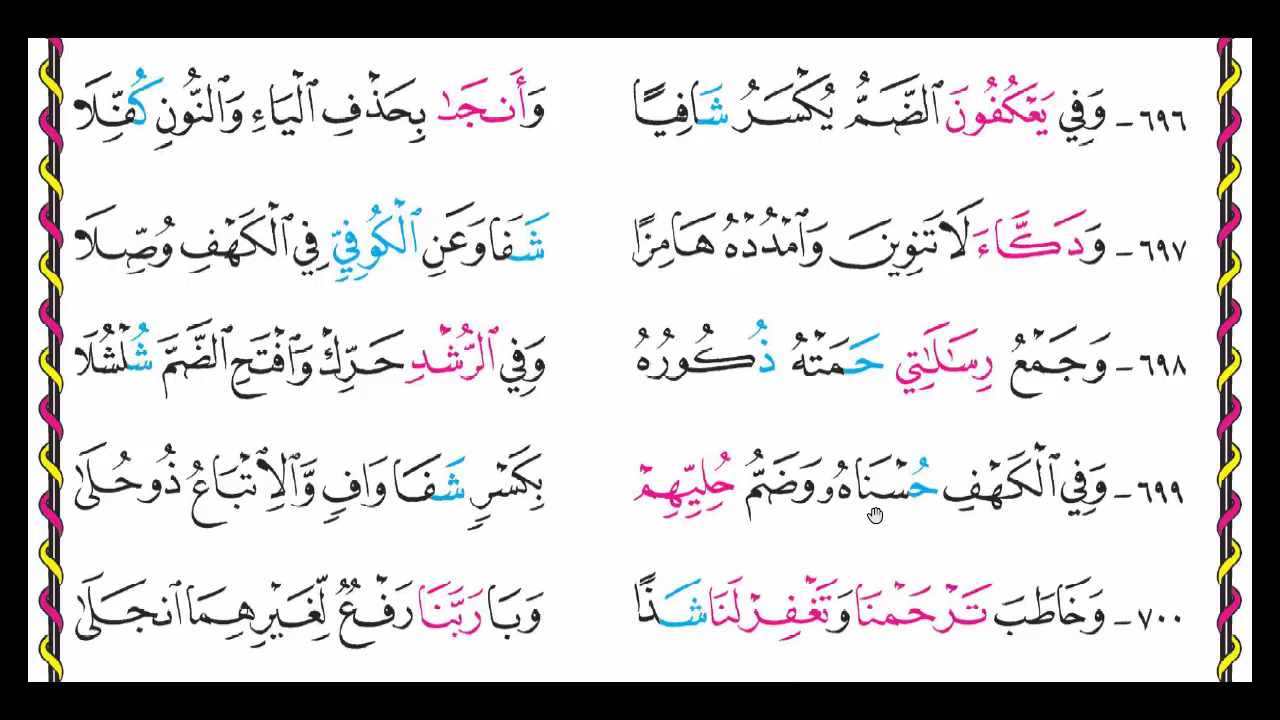 ٦٩٦- وَفِي يَعْكُفُونَ الضَّمُّ يُكْسَرُ شَافِيًا وَأَنجَى بِحَذْفِ الْيَاءِ وَالنُّونِ كُفِّلَا
٦٩٧- وَدَكَّاءَ لَا تَنْوِينَ وَامْدُدْهُ هَامِزًا شَفَا وَعَنِ الْكُوفِيِّ فِي الْكَهْفِ وُصِّلَا
٦٩٨- وَجَمْعُ رِسَالَاتِي حَمَتْهُ ذُكُورُهُ وَفِي الرُّشْدِ حَرِّكْ وَافْتَحِ الضَّمَّ شُلْشُلَا
٦٩٩- وَفِي الْكَهْفِ حُسْنَاهُ وَضَمُّ حُلِيِّهِمْ بِكَسْرٍ شَفَا وَافٍ وَالِاتْبَاعُ ذُو حُلَى
٧٠٠- وَخَاطَبَ تَرْحَمْنَا وَتَغْفِرْ لَنَا شَذًا وَبَا رَبَّنَا رَفْعٌ لِغَيْرِهِمَا انجَلَى